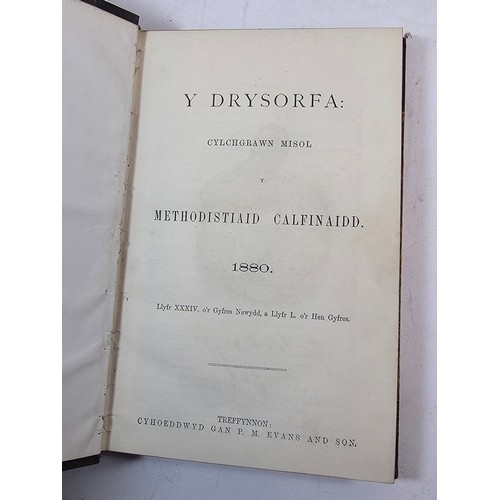 Y DRYSORFA:
CYLCHGRAWN MISOL
Y
METHODISTIAID CALFINAIDD.
1880.
Llyfr XXXIV. o'r Gyfres Newydd, a Llyfr L. o'r Hen Gyfres.
TREFFYNNON:
CYHOEDDWYD GAN P. M. EVANS AND SON.